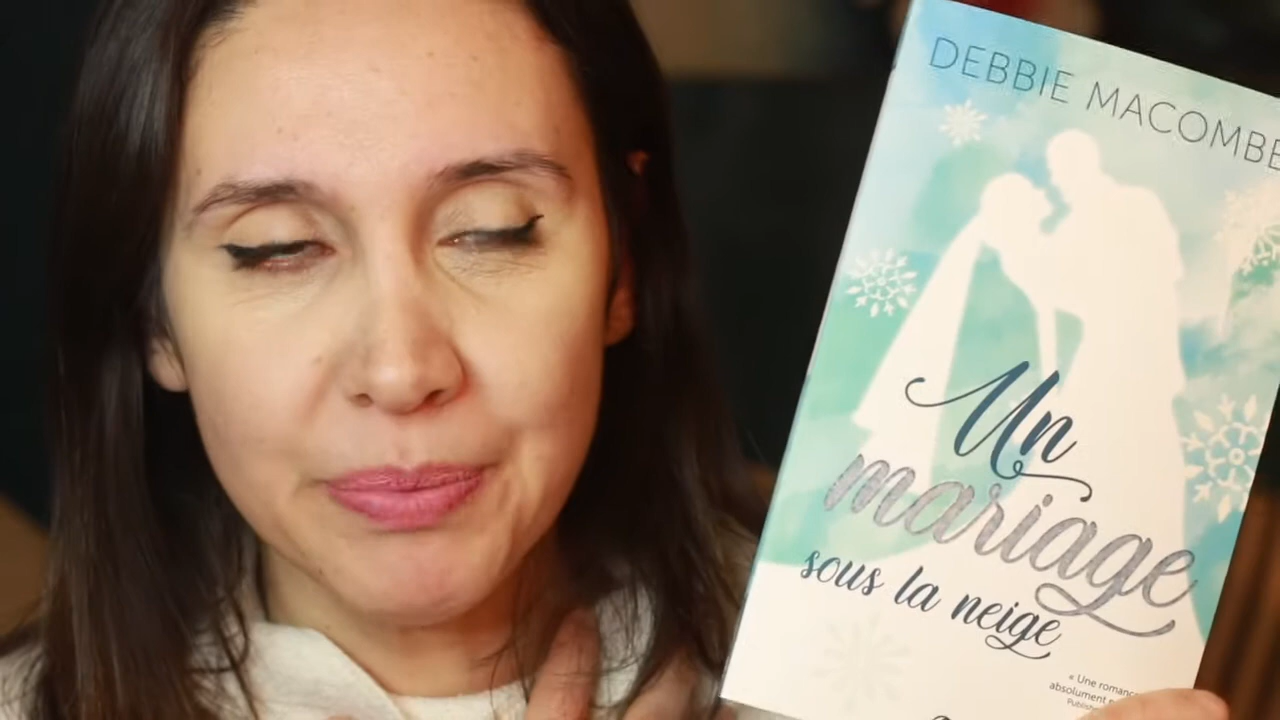 DEBBIE MACOMBE
Un
mariage
sous la neige
« Une romance
absolument